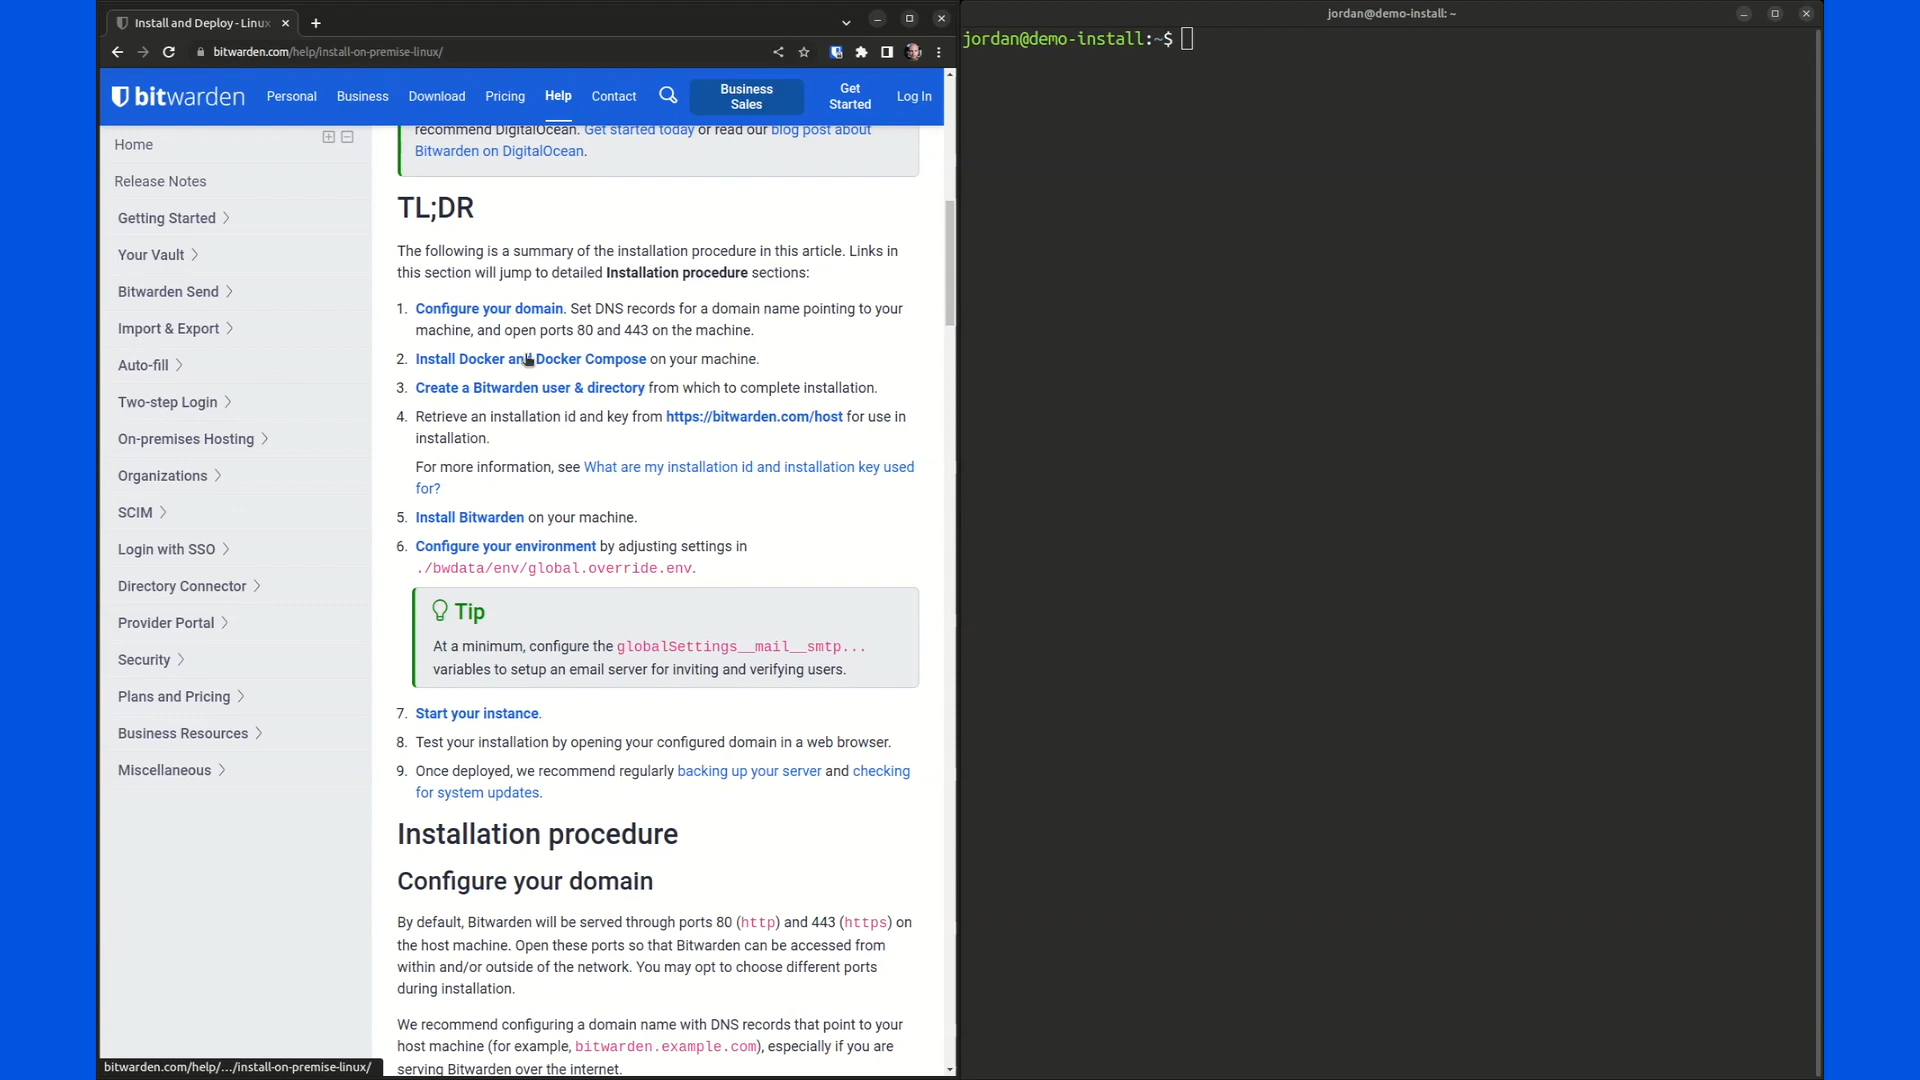 Install and Deploy - Linux
jordan@demo-install: ~
bitwarden.com/help/install-on-premise-linux/
jordan@demo-install:~$
bitwarden
Personal
Business
Download
Pricing
Help
Contact
Business Sales
Get Started
Log In
Home
Release Notes
Getting Started
Your Vault
Bitwarden Send
Import & Export
Auto-fill
Two-step Login
On-premises Hosting
Organizations
SCIM
Login with SSO
Directory Connector
Provider Portal
Security
Plans and Pricing
Business Resources
Miscellaneous
recommend DigitalOcean. Get started today or read our blog post about
Bitwarden on DigitalOcean.
TL;DR
The following is a summary of the installation procedure in this article. Links in
this section will jump to detailed Installation procedure sections:
1. Configure your domain. Set DNS records for a domain name pointing to your
machine, and open ports 80 and 443 on the machine.
2. Install Docker and Docker Compose on your machine.
3. Create a Bitwarden user & directory from which to complete installation.
4. Retrieve an installation id and key from https://bitwarden.com/host for use in
installation.
For more information, see What are my installation id and installation key used
for?
5. Install Bitwarden on your machine.
6. Configure your environment by adjusting settings in
./bwdata/env/global.override.env.
Tip
At a minimum, configure the globalSettings__mail__smtp...
variables to setup an email server for inviting and verifying users.
7. Start your instance.
8. Test your installation by opening your configured domain in a web browser.
9. Once deployed, we recommend regularly backing up your server and checking
for system updates.
Installation procedure
Configure your domain
By default, Bitwarden will be served through ports 80 (http) and 443 (https) on
the host machine. Open these ports so that Bitwarden can be accessed from
within and/or outside of the network. You may opt to choose different ports
during installation.
We recommend configuring a domain name with DNS records that point to your
host machine (for example, bitwarden.example.com), especially if you are
serving Bitwarden over the internet.
bitwarden.com/help/.../install-on-premise-linux/